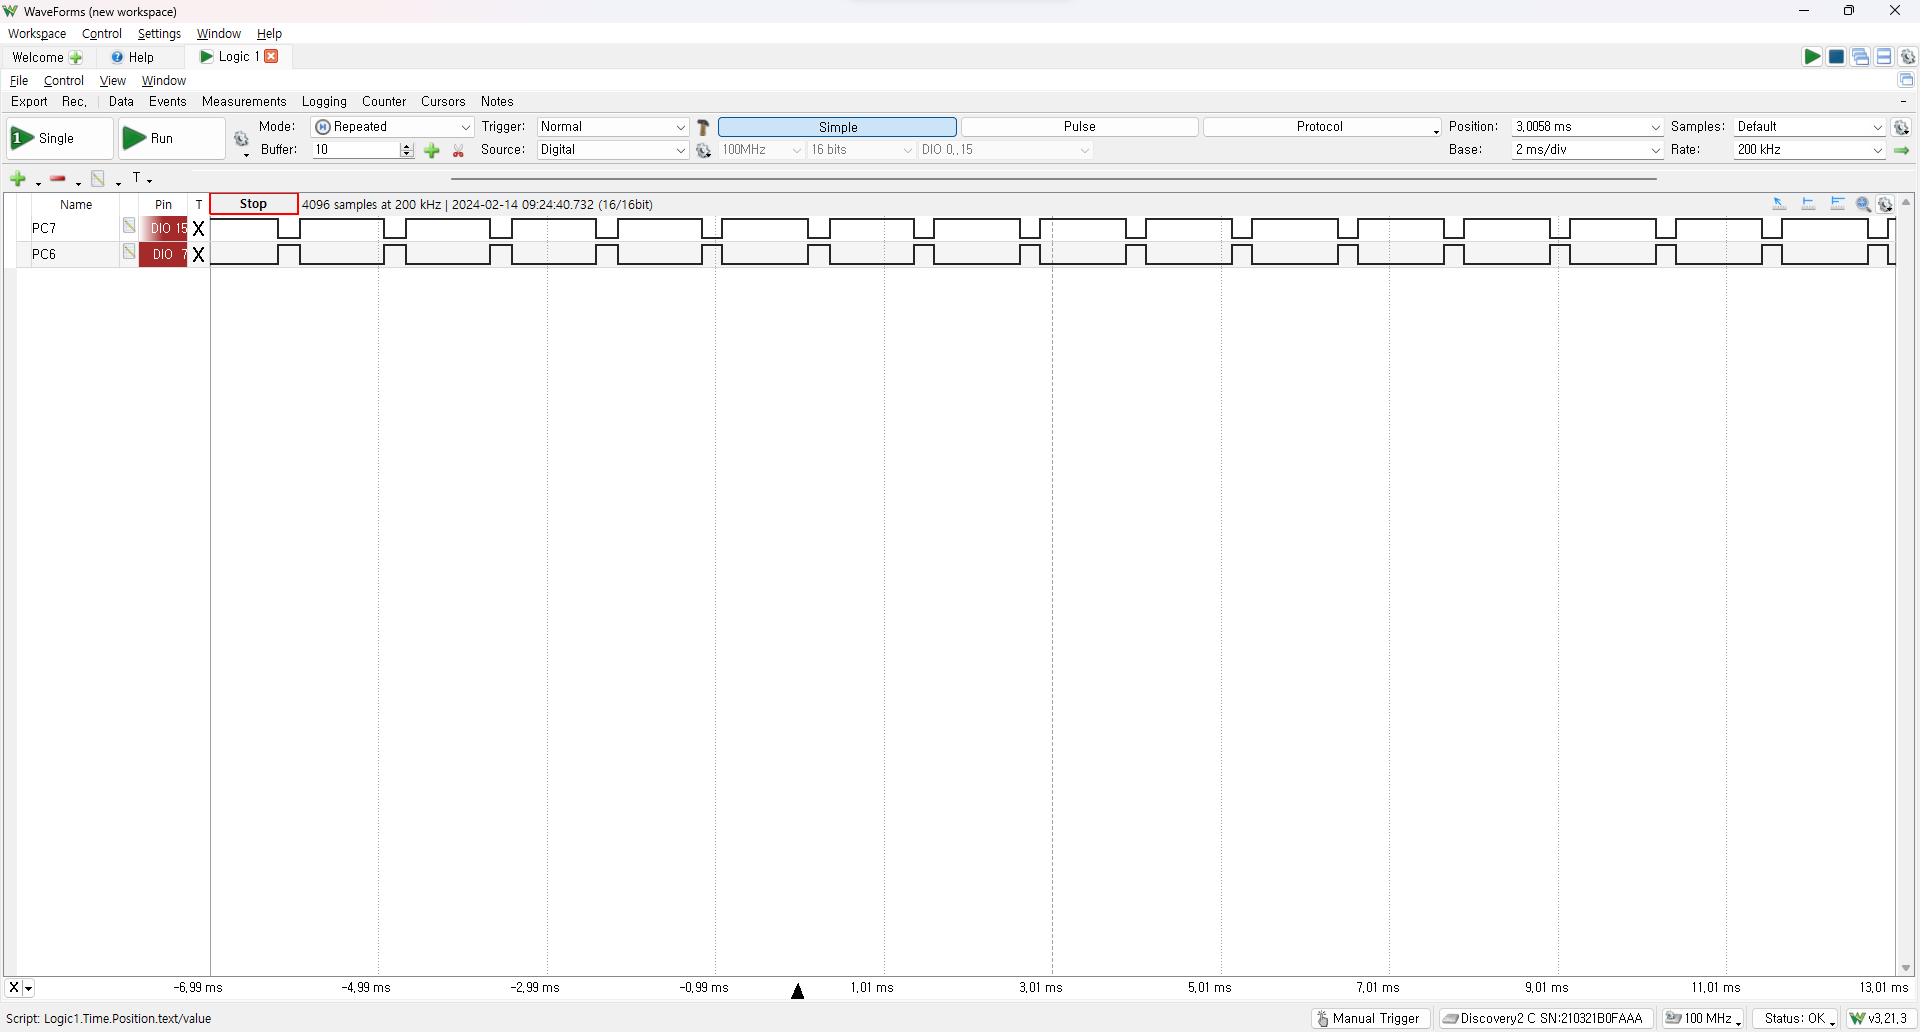 WaveForms (new workspace)
Workspace Control Settings Window Help
Welcome Help Logic 1
File Control View Window
Export Rec. Data Events Measurements Logging Counter Cursors Notes
1 Single Run Mode: Repeated Trigger: Normal Simple Pulse Protocol Position: 3,0058 ms Samples: Default
Buffer: 10 Source: Digital 100MHz 16 bits DIO 0..15 Base: 2 ms/div Rate: 200 kHz
T
Name Pin T Stop 4096 samples at 200 kHz | 2024-02-14 09:24:40.732 (16/16bit)
PC7 DIO 15 X
PC6 DIO 7 X
X -6,99 ms -4,99 ms -2,99 ms -0,99 ms 1,01 ms 3,01 ms 5,01 ms 7,01 ms 9,01 ms 11,01 ms 13,01 ms
Script: Logic1.Time.Position.text/value Manual Trigger Discovery2 C SN:210321B0FAAA 100 MHz Status: OK v3,21,3